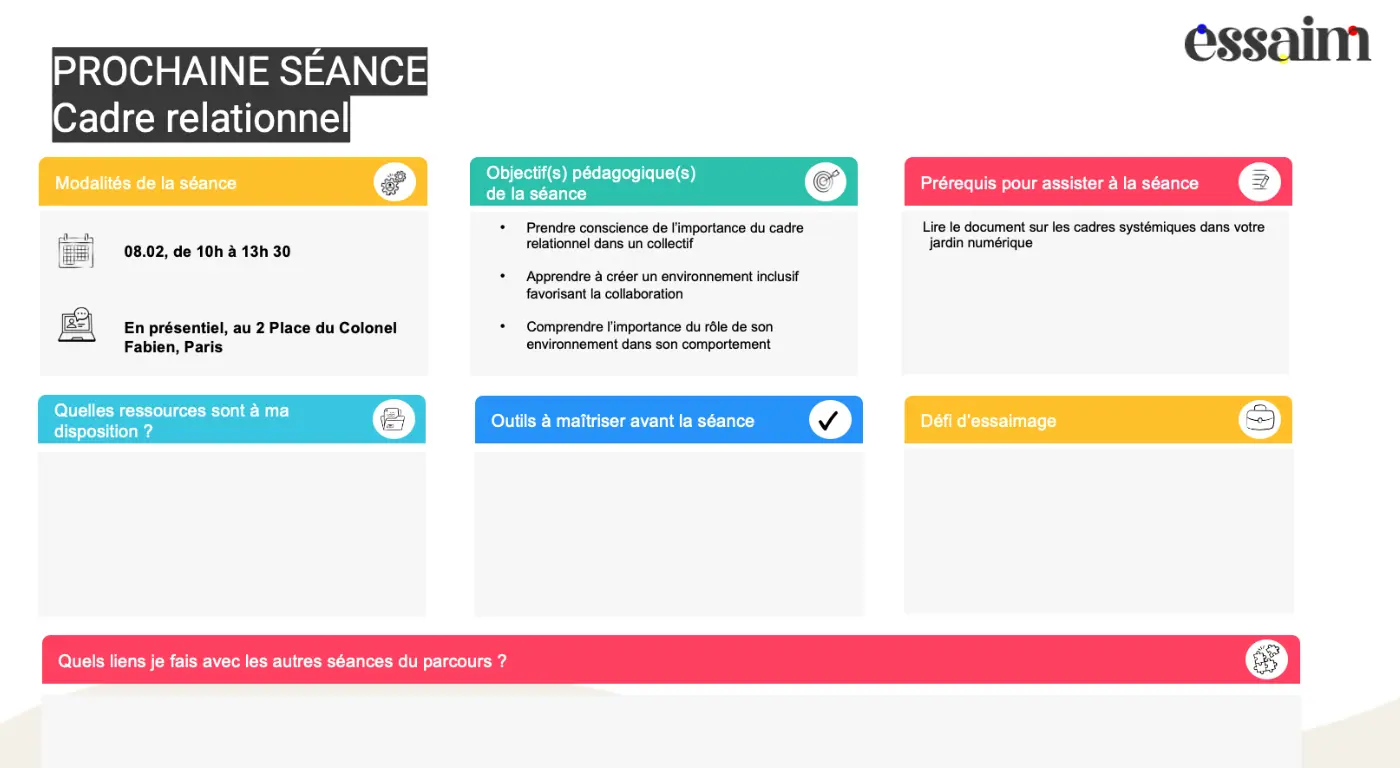 essaim
PROCHAINE SÉANCE
Cadre relationnel
Modalités de la séance
08.02, de 10h à 13h 30
En présentiel, au 2 Place du Colonel
Fabien, Paris
Objectif(s) pédagogique(s)
de la séance
• Prendre conscience de l’importance du cadre
relationnel dans un collectif
• Apprendre à créer un environnement inclusif
favorisant la collaboration
• Comprendre l’importance du rôle de son
environnement dans son comportement
Prérequis pour assister à la séance
Lire le document sur les cadres systémiques dans votre
jardin numérique
Quelles ressources sont à ma
disposition ?
Outils à maîtriser avant la séance
Défi d'essaimage
Quels liens je fais avec les autres séances du parcours ?